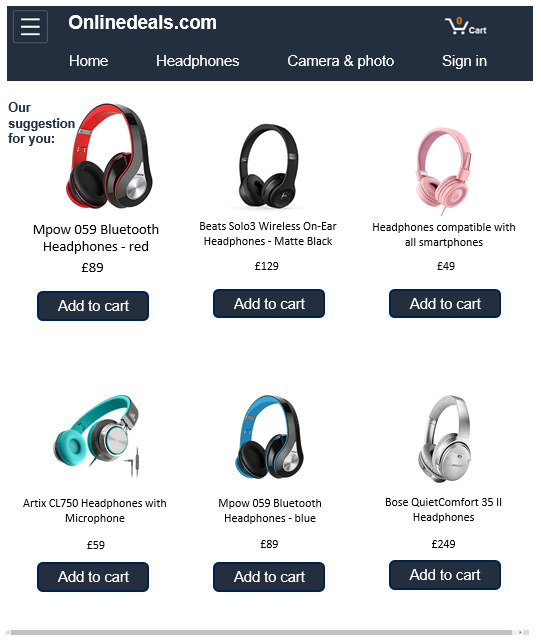 Onlinedeals.com
0
Cart
Home Headphones Camera & photo Sign in
Our
suggestion
for you:
Mpow 059 Bluetooth
Headphones - red
£89
Add to cart
Beats Solo3 Wireless On-Ear
Headphones - Matte Black
£129
Add to cart
Headphones compatible with
all smartphones
£49
Add to cart
Artix CL750 Headphones with
Microphone
£59
Add to cart
Mpow 059 Bluetooth
Headphones - blue
£89
Add to cart
Bose QuietComfort 35 II
Headphones
£249
Add to cart